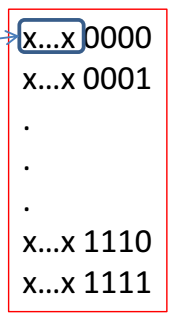 x...x 0000
x...x 0001
.
.
.
x...x 1110
x...x 1111